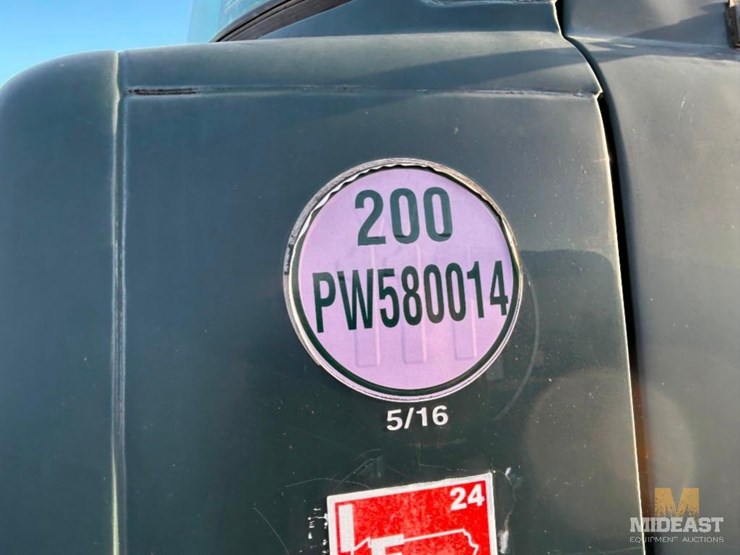 200
PW580014
5/16
24
MIDEAST
EQUIPMENT AUCTIONS